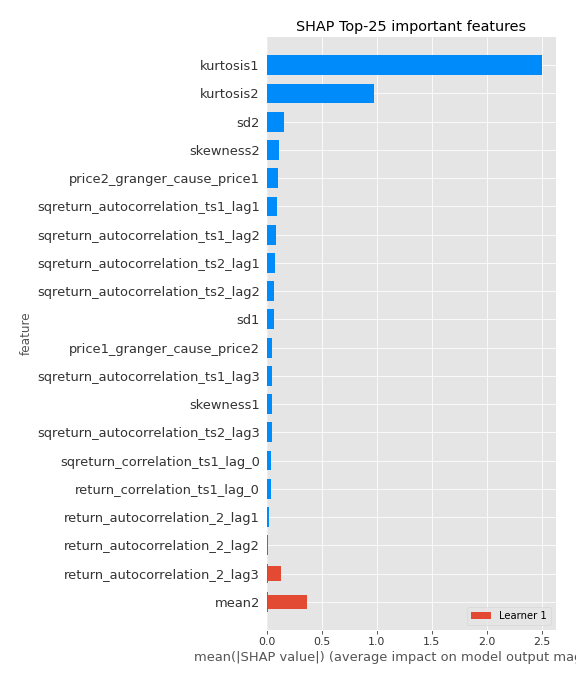 SHAP Top-25 important features
kurtosis1
kurtosis2
sd2
skewness2
price2_granger_cause_price1
sqreturn_autocorrelation_ts1_lag1
sqreturn_autocorrelation_ts1_lag2
sqreturn_autocorrelation_ts2_lag1
sqreturn_autocorrelation_ts2_lag2
sd1
price1_granger_cause_price2
sqreturn_autocorrelation_ts1_lag3
skewness1
sqreturn_autocorrelation_ts2_lag3
sqreturn_correlation_ts1_lag_0
return_correlation_ts1_lag_0
return_autocorrelation_2_lag1
return_autocorrelation_2_lag2
return_autocorrelation_2_lag3
mean2
feature
Learner 1
0.0 0.5 1.0 1.5 2.0 2.5
mean(|SHAP value|) (average impact on model output mag